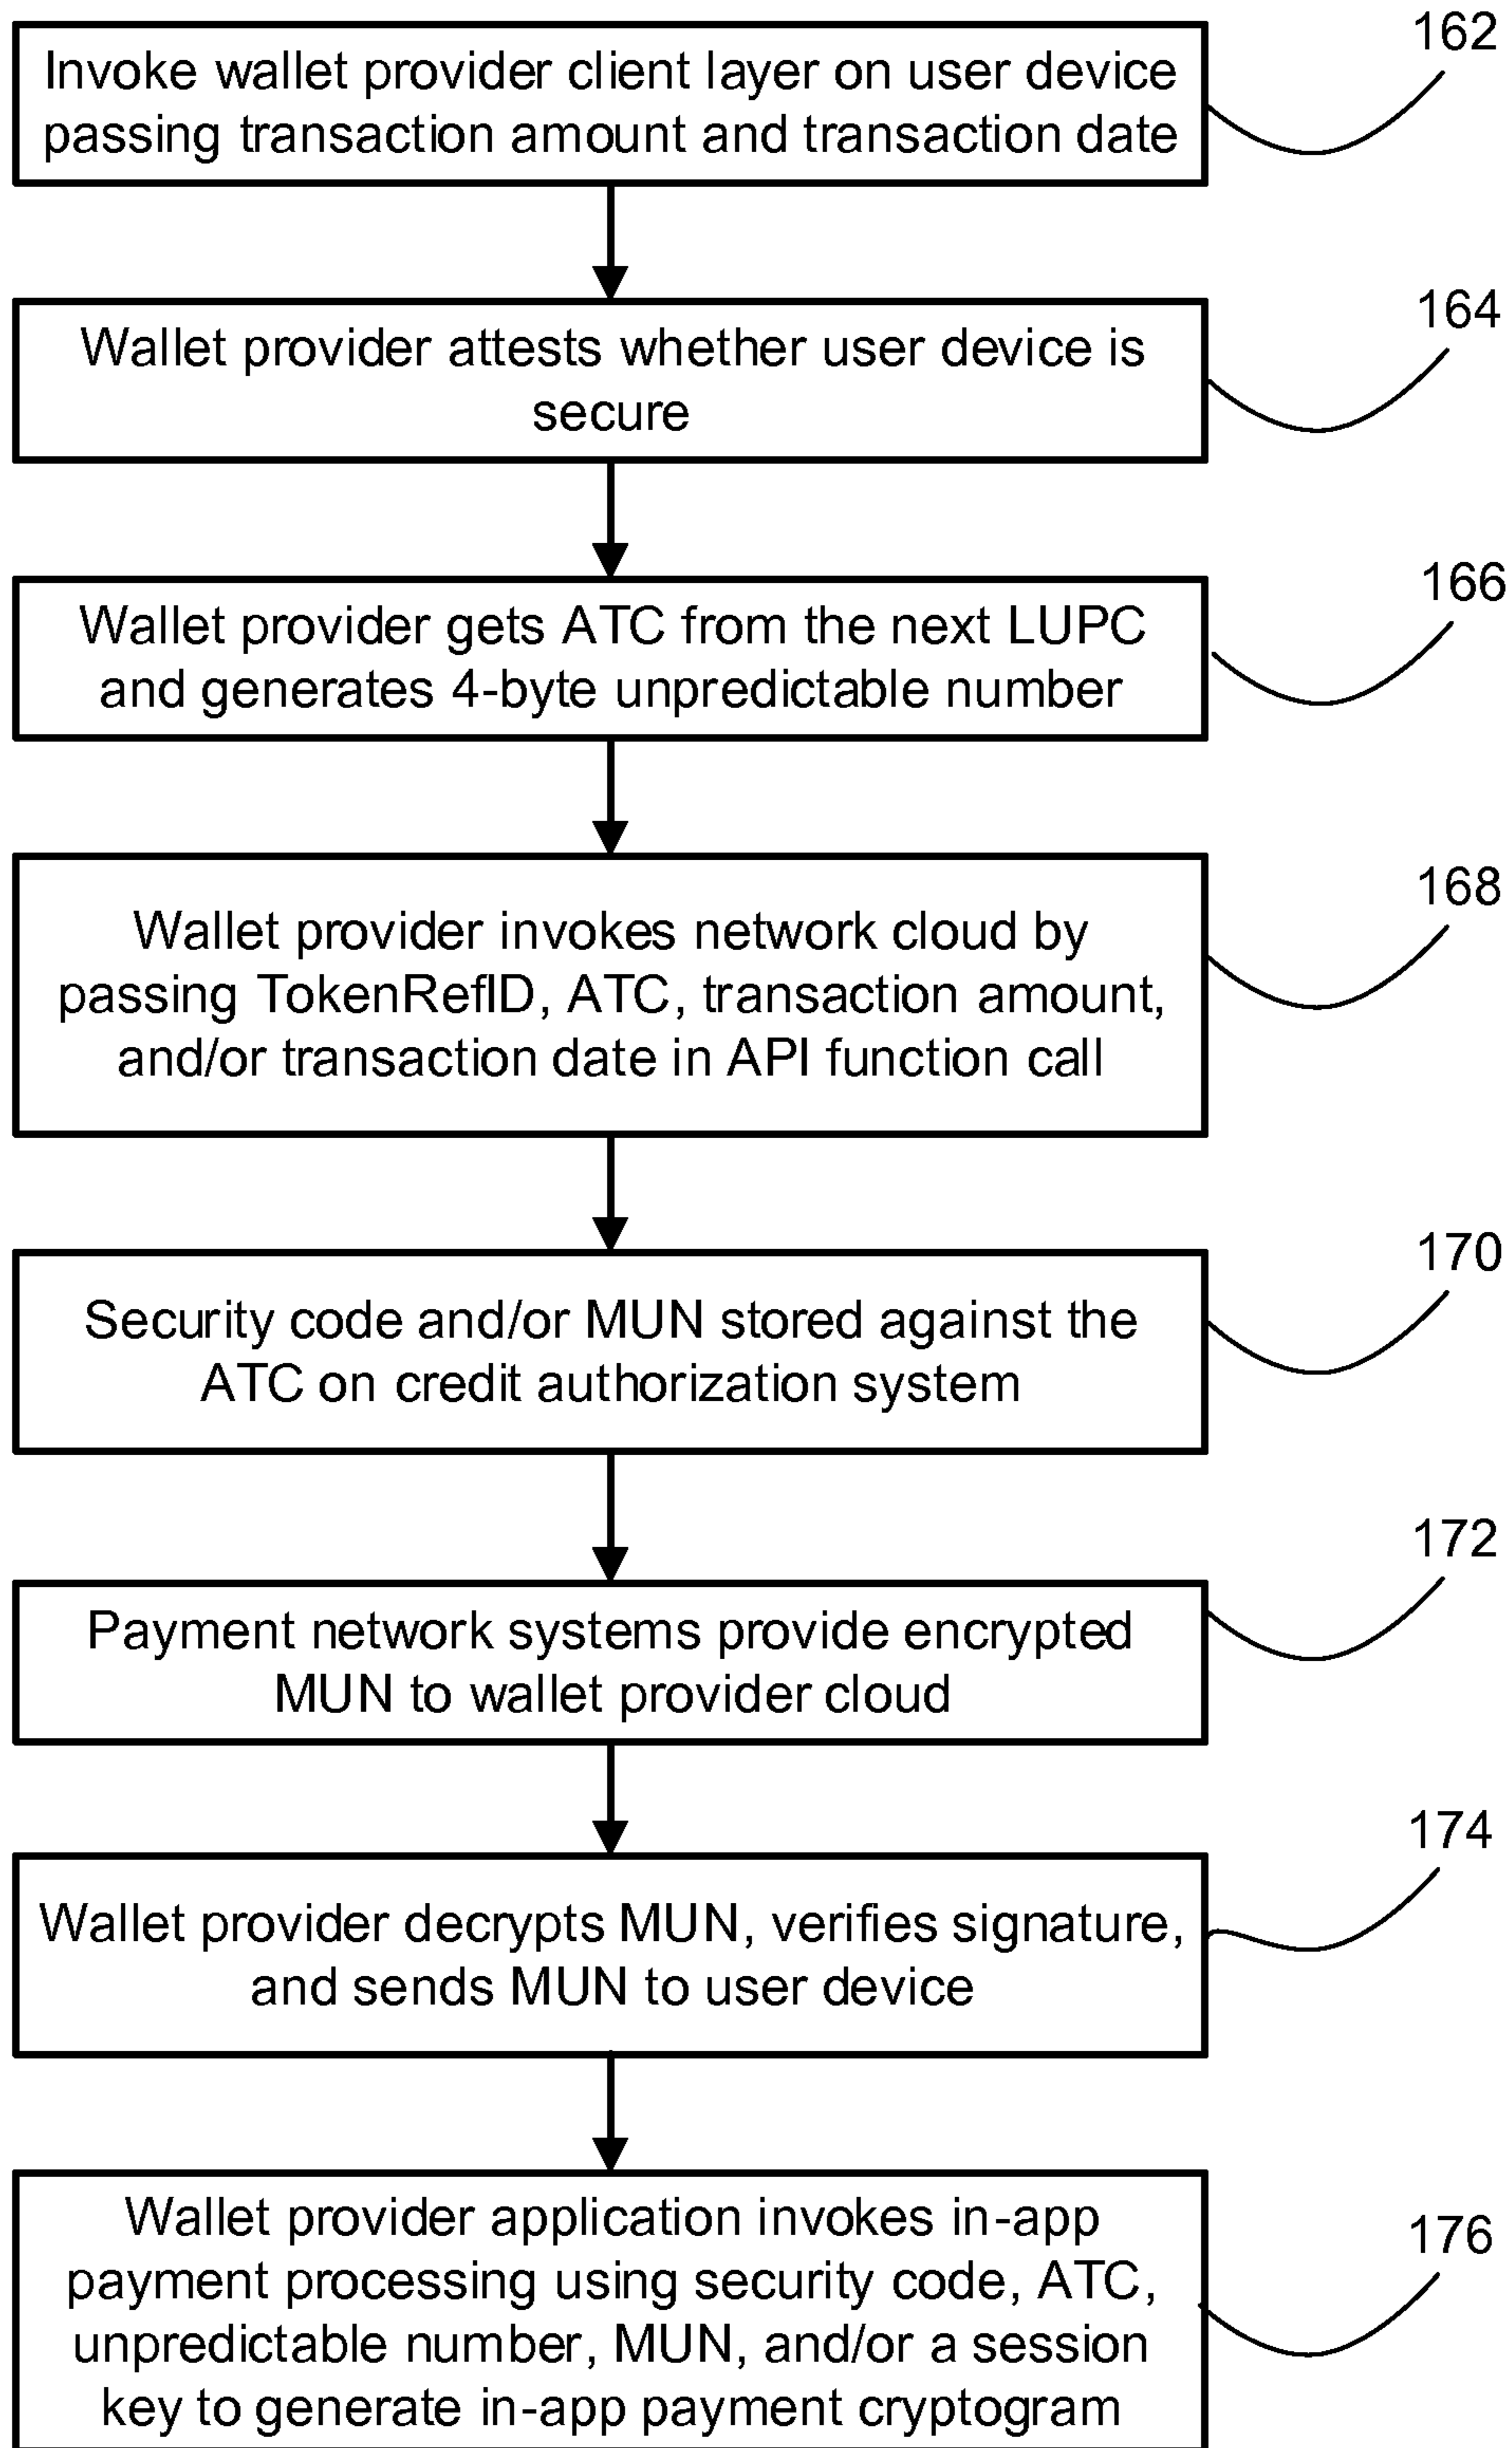 162
Invoke wallet provider client layer on user device
passing transaction amount and transaction date
164
Wallet provider attests whether user device is
secure
166
Wallet provider gets ATC from the next LUPC
and generates 4-byte unpredictable number
168
Wallet provider invokes network cloud by
passing TokenRefID, ATC, transaction amount,
and/or transaction date in API function call
170
Security code and/or MUN stored against the
ATC on credit authorization system
172
Payment network systems provide encrypted
MUN to wallet provider cloud
174
Wallet provider decrypts MUN, verifies signature,
and sends MUN to user device
176
Wallet provider application invokes in-app
payment processing using security code, ATC,
unpredictable number, MUN, and/or a session
key to generate in-app payment cryptogram